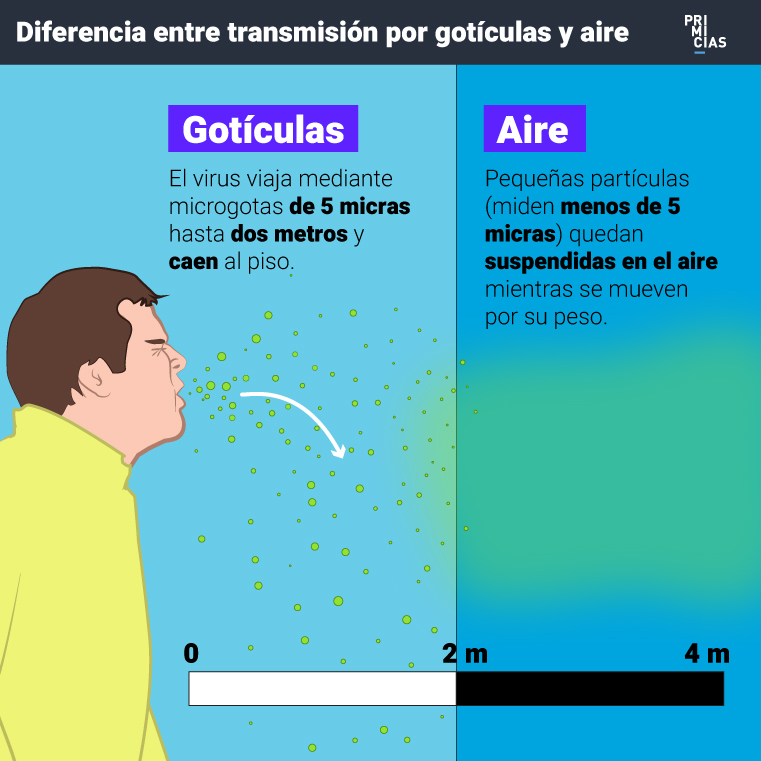 Diferencia entre transmisión por gotículas y aire
PRI
MI
CIAS
Gotículas
El virus viaja mediante
microgotas de 5 micras
hasta dos metros y
caen al piso.
Aire
Pequeñas partículas
(miden menos de 5
micras) quedan
suspendidas en el aire
mientras se mueven
por su peso.
0
2 m
4 m